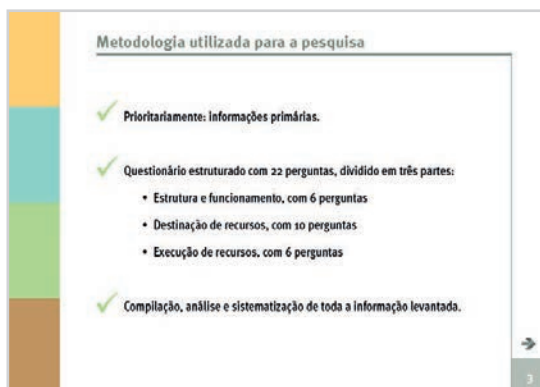 Metodologia utilizada para a pesquisa
Prioritariamente: informações primárias.
Questionário estruturado com 22 perguntas, dividido em três partes:
• Estrutura e funcionamento, com 6 perguntas
• Destinação de recursos, com 10 perguntas
• Execução de recursos, com 6 perguntas
Compilação, análise e sistematização de toda a informação levantada.
3